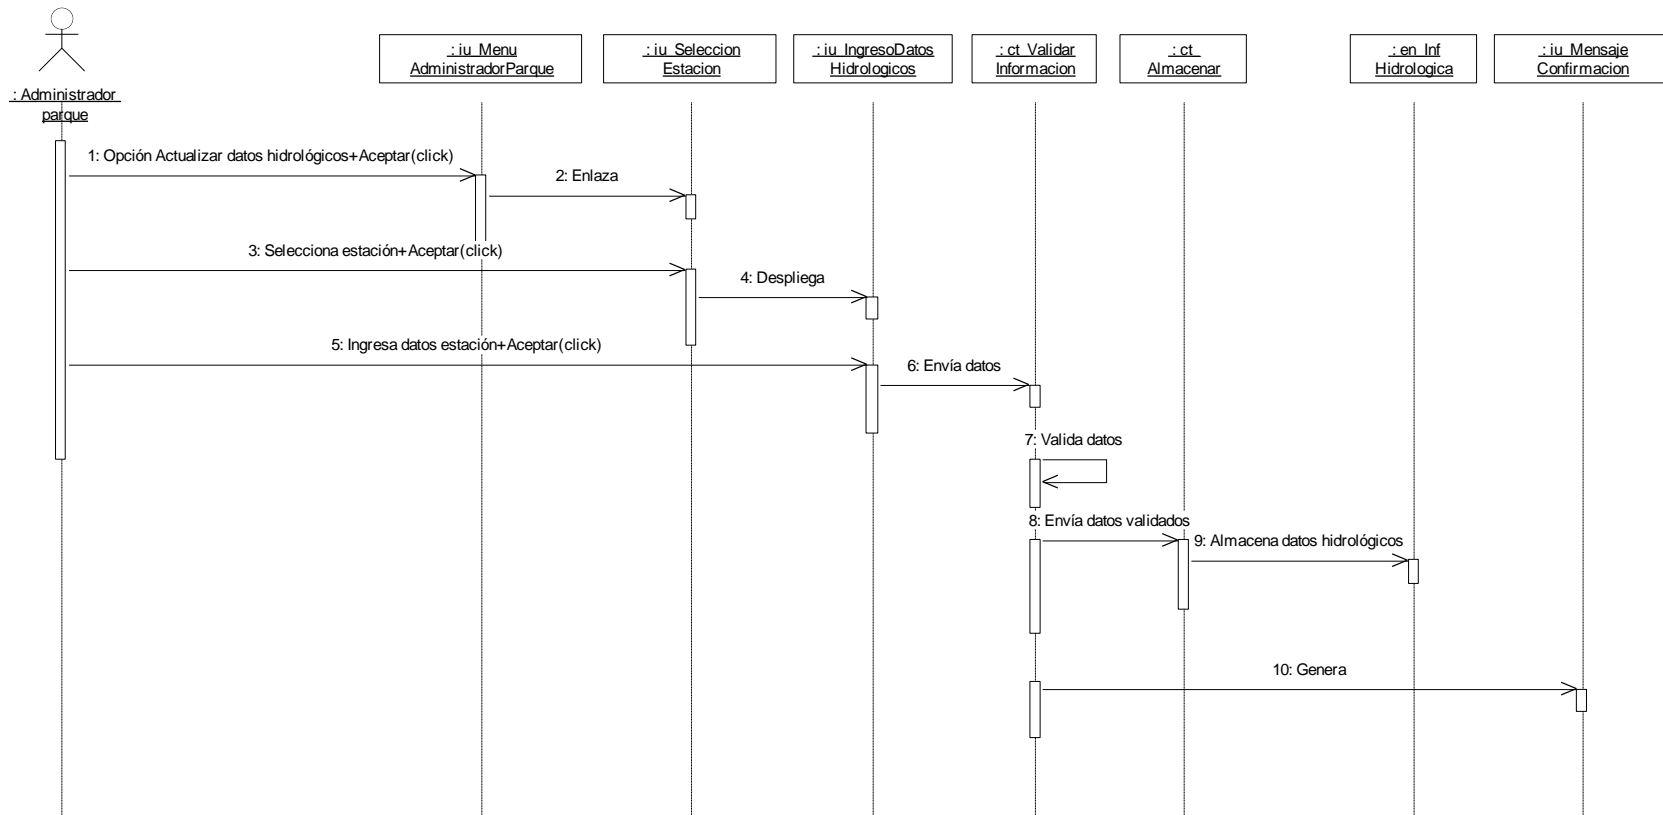 : iu_Menu
AdministradorParque
: iu_Seleccion
Estacion
: iu_IngresoDatos
Hidrologicos
: ct_Validar
Informacion
: ct_
Almacenar
: en_Inf
Hidrologica
: iu_Mensaje
Confirmacion
: Administrador
parque
1: Opción Actualizar datos hidrológicos+Aceptar(click)
2: Enlaza
3: Selecciona estación+Aceptar(click)
4: Despliega
5: Ingresa datos estación+Aceptar(click)
6: Envía datos
7: Valida datos
8: Envía datos validados
9: Almacena datos hidrológicos
10: Genera